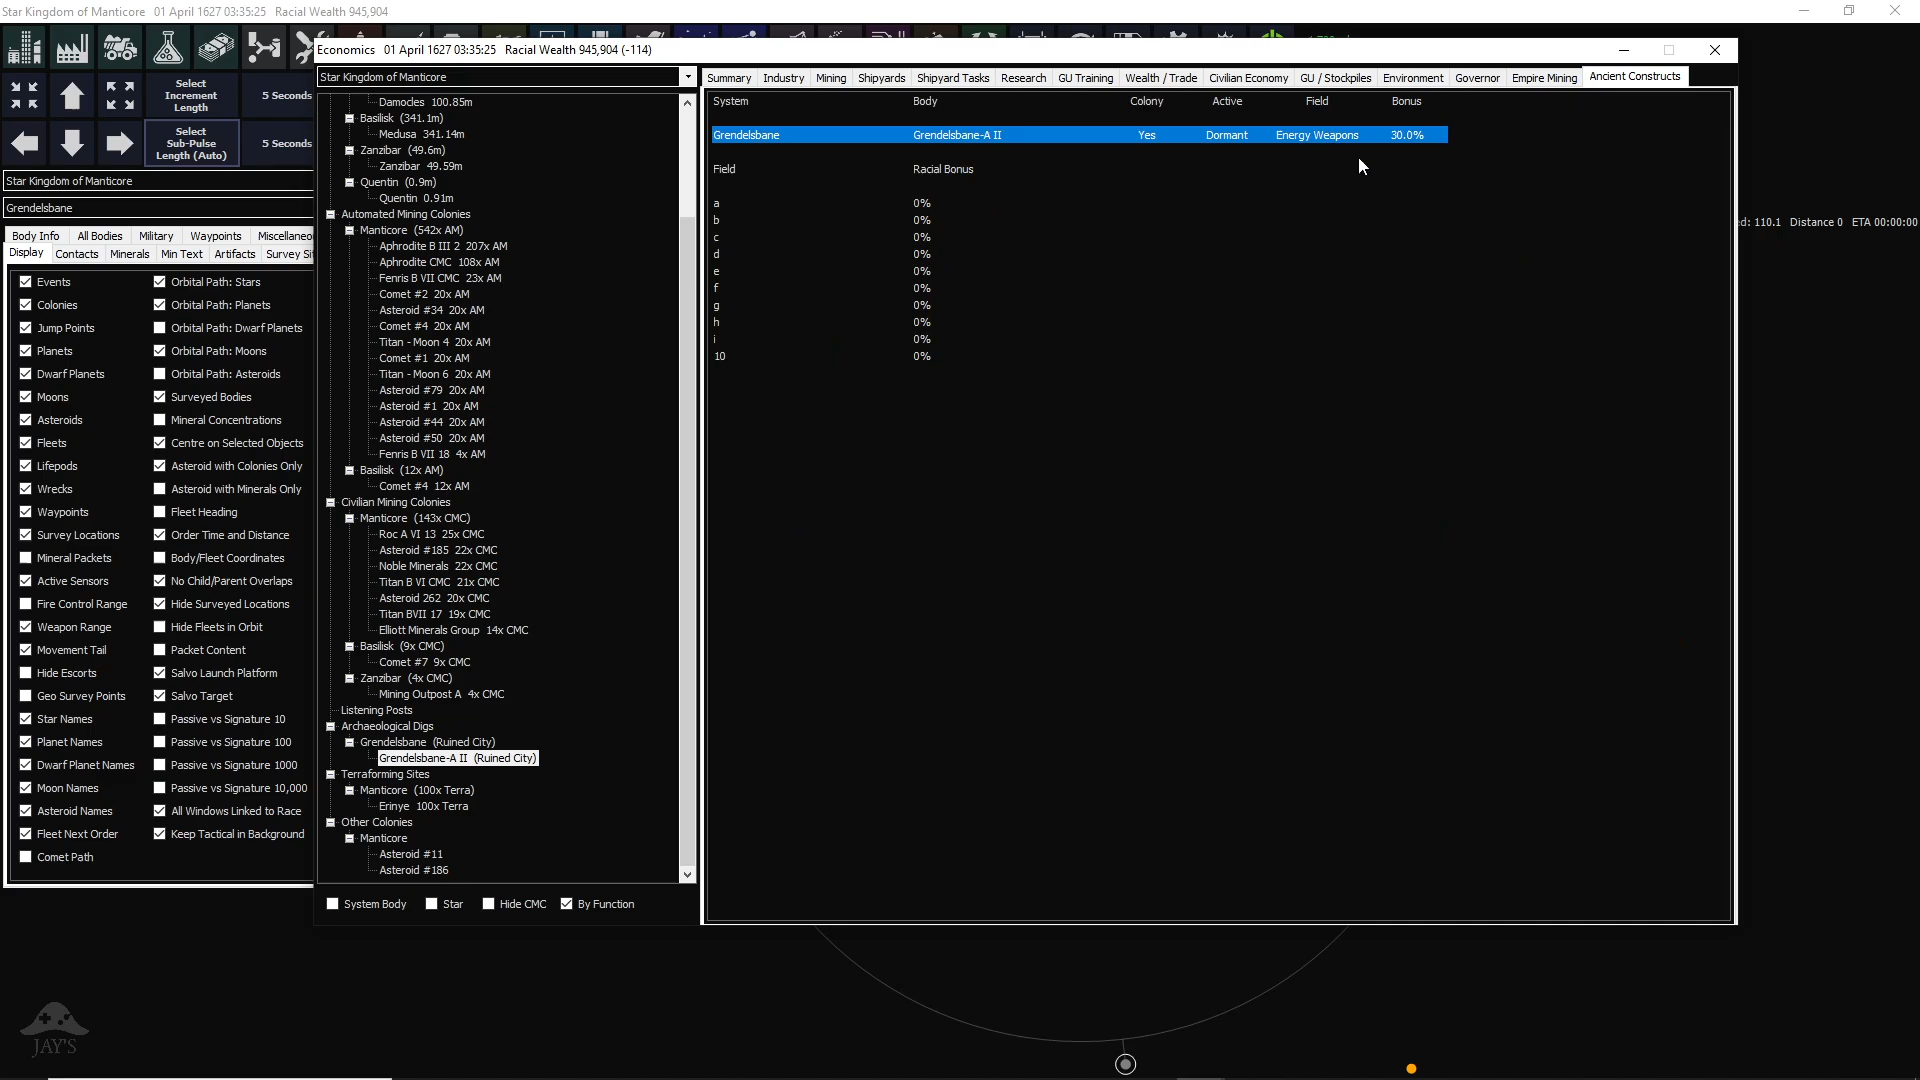 Star Kingdom of Manticore   01 April 1627 03:35:25   Racial Wealth 945,904
Economics   01 April 1627 03:35:25   Racial Wealth 945,904 (-114)
Select Increment Length
5 Seconds
Select Sub-Pulse Length (Auto)
5 Seconds
Star Kingdom of Manticore
Grendelsbane
Body Info   All Bodies   Military   Waypoints   Miscellaneo
Display   Contacts   Minerals   Min Text   Artifacts   Survey Si
Events   Orbital Path: Stars
Colonies   Orbital Path: Planets
Jump Points   Orbital Path: Dwarf Planets
Planets   Orbital Path: Moons
Dwarf Planets   Orbital Path: Asteroids
Moons   Surveyed Bodies
Asteroids   Mineral Concentrations
Fleets   Centre on Selected Objects
Lifepods   Asteroid with Colonies Only
Wrecks   Asteroid with Minerals Only
Waypoints   Fleet Heading
Survey Locations   Order Time and Distance
Mineral Packets   Body/Fleet Coordinates
Active Sensors   No Child/Parent Overlaps
Fire Control Range   Hide Surveyed Locations
Weapon Range   Hide Fleets in Orbit
Movement Tail   Packet Content
Hide Escorts   Salvo Launch Platform
Geo Survey Points   Salvo Target
Star Names   Passive vs Signature 10
Planet Names   Passive vs Signature 100
Dwarf Planet Names   Passive vs Signature 1000
Moon Names   Passive vs Signature 10,000
Asteroid Names   All Windows Linked to Race
Fleet Next Order   Keep Tactical in Background
Comet Path
JAY'S
Star Kingdom of Manticore
Damocles 100.85m
Basilisk (341.1m)
Medusa 341.14m
Zanzibar (49.6m)
Zanzibar 49.59m
Quentin (0.9m)
Quentin 0.91m
Automated Mining Colonies
Manticore (542x AM)
Aphrodite B III 2 207x AM
Aphrodite CMC 108x AM
Fenris B VII CMC 23x AM
Comet #2 20x AM
Asteroid #34 20x AM
Comet #4 20x AM
Titan - Moon 4 20x AM
Comet #1 20x AM
Titan - Moon 6 20x AM
Asteroid #79 20x AM
Asteroid #1 20x AM
Asteroid #44 20x AM
Asteroid #50 20x AM
Fenris B VII 18 4x AM
Basilisk (12x AM)
Comet #4 12x AM
Civilian Mining Colonies
Manticore (143x CMC)
Roc A VI 13 25x CMC
Asteroid #185 22x CMC
Noble Minerals 22x CMC
Titan B VI CMC 21x CMC
Asteroid 262 20x CMC
Titan BVII 17 19x CMC
Elliott Minerals Group 14x CMC
Basilisk (9x CMC)
Comet #7 9x CMC
Zanzibar (4x CMC)
Mining Outpost A 4x CMC
Listening Posts
Archaeological Digs
Grendelsbane (Ruined City)
Grendelsbane-A II (Ruined City)
Terraforming Sites
Manticore (100x Terra)
Erinye 100x Terra
Other Colonies
Manticore
Asteroid #11
Asteroid #186
System Body   Star   Hide CMC   By Function
Summary   Industry   Mining   Shipyards   Shipyard Tasks   Research   GU Training   Wealth / Trade   Civilian Economy   GU / Stockpiles   Environment   Governor   Empire Mining   Ancient Constructs
System   Body   Colony   Active   Field   Bonus
Grendelsbane   Grendelsbane-A II   Yes   Dormant   Energy Weapons   30.0%
Field   Racial Bonus
a   0%
b   0%
c   0%
d   0%
e   0%
f   0%
g   0%
h   0%
i   0%
10   0%
ed: 110.1   Distance 0   ETA 00:00:00